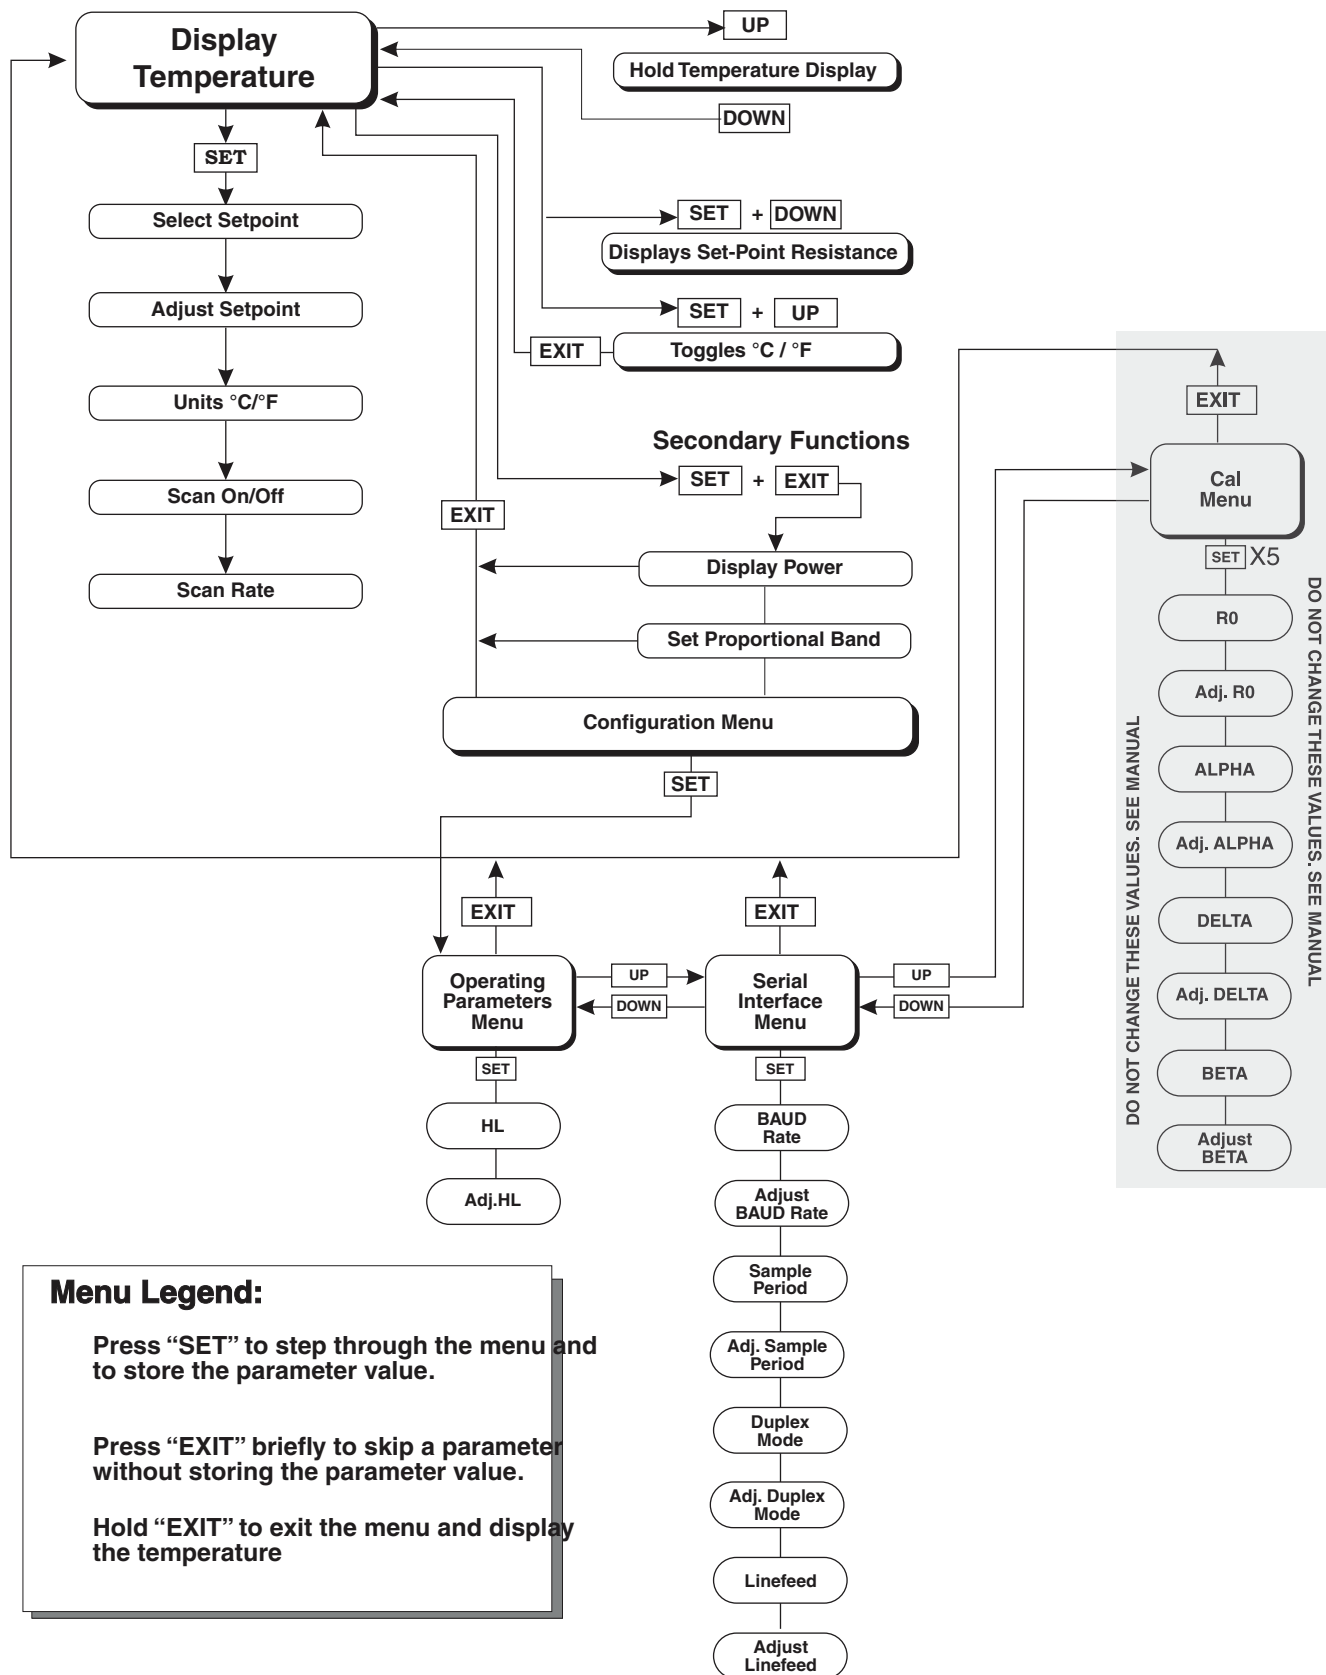 Display
Temperature
UP
Hold Temperature Display
DOWN
SET
Select Setpoint
Adjust Setpoint
Units °C/°F
Scan On/Off
Scan Rate
SET + DOWN
Displays Set-Point Resistance
SET + UP
EXIT
Toggles °C / °F
Secondary Functions
SET + EXIT
EXIT
Display Power
Set Proportional Band
Configuration Menu
SET
EXIT
EXIT
Operating
Parameters
Menu
UP
DOWN
Serial
Interface
Menu
UP
DOWN
SET
HL
Adj.HL
SET
BAUD
Rate
Adjust
BAUD Rate
Sample
Period
Adj. Sample
Period
Duplex
Mode
Adj. Duplex
Mode
Linefeed
Adjust
Linefeed
EXIT
Cal
Menu
SET X5
R0
Adj. R0
ALPHA
Adj. ALPHA
DELTA
Adj. DELTA
BETA
Adjust
BETA
DO NOT CHANGE THESE VALUES. SEE MANUAL
DO NOT CHANGE THESE VALUES. SEE MANUAL
Menu Legend:
Press “SET” to step through the menu and
to store the parameter value.
Press “EXIT” briefly to skip a parameter
without storing the parameter value.
Hold “EXIT” to exit the menu and display
the temperature